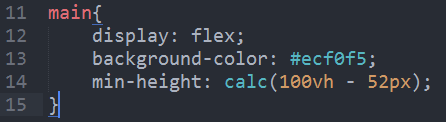 11 main{
12     display: flex;
13     background-color: #ecf0f5;
14     min-height: calc(100vh - 52px);
15 }